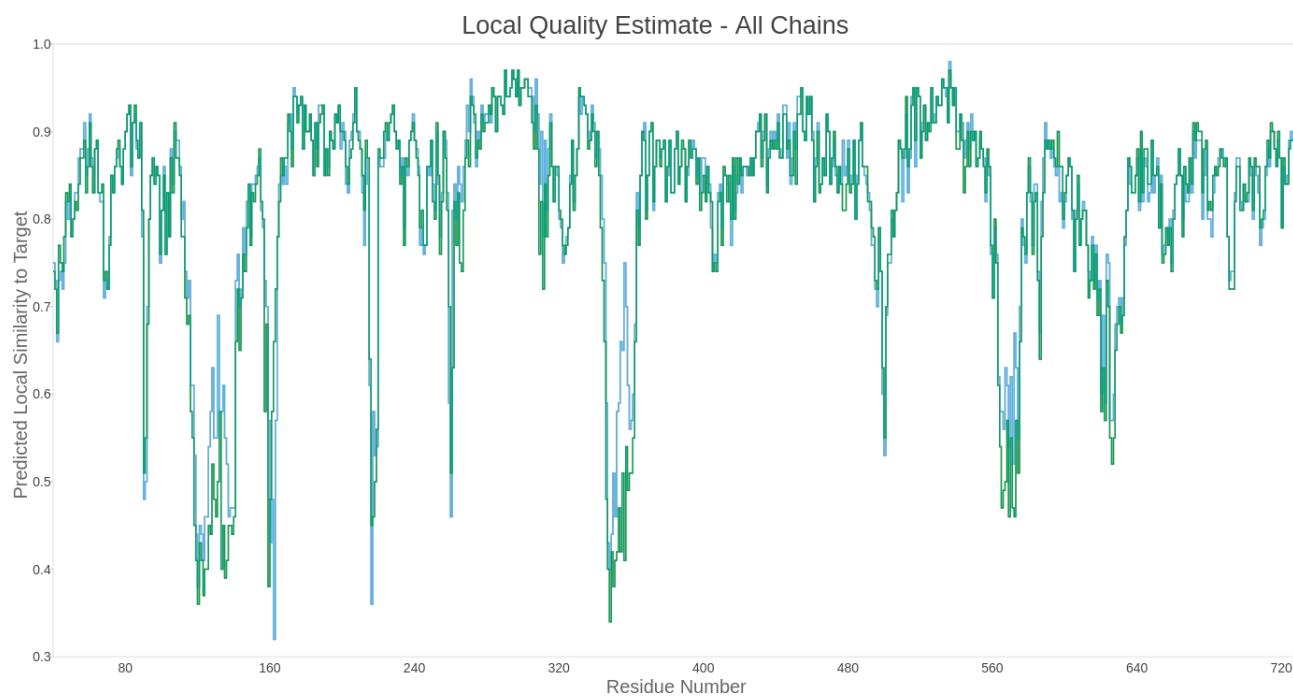 Local Quality Estimate - All Chains
Predicted Local Similarity to Target
1.0
0.9
0.8
0.7
0.6
0.5
0.4
0.3
80 160 240 320 400 480 560 640 720
Residue Number